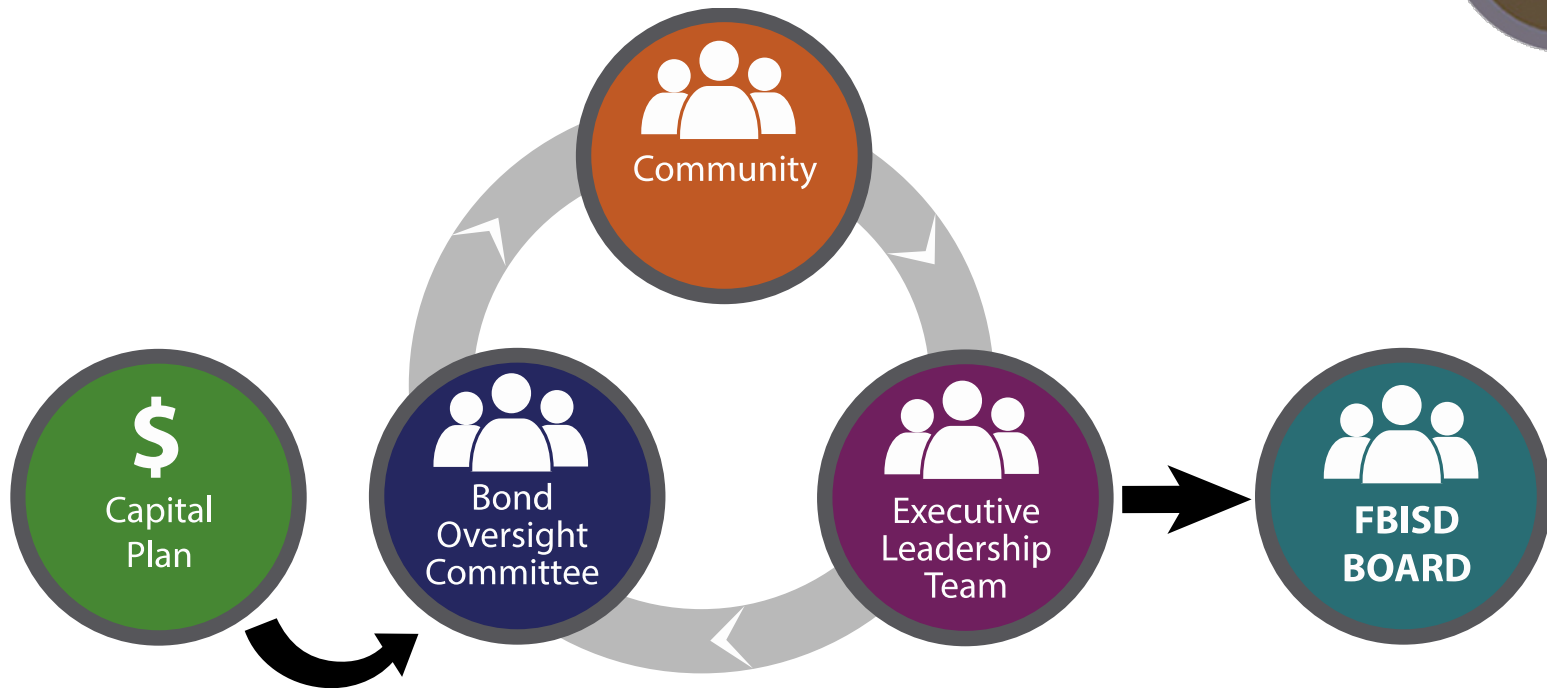 Community
$
Capital
Plan
Bond
Oversight
Committee
Executive
Leadership
Team
FBISD
BOARD